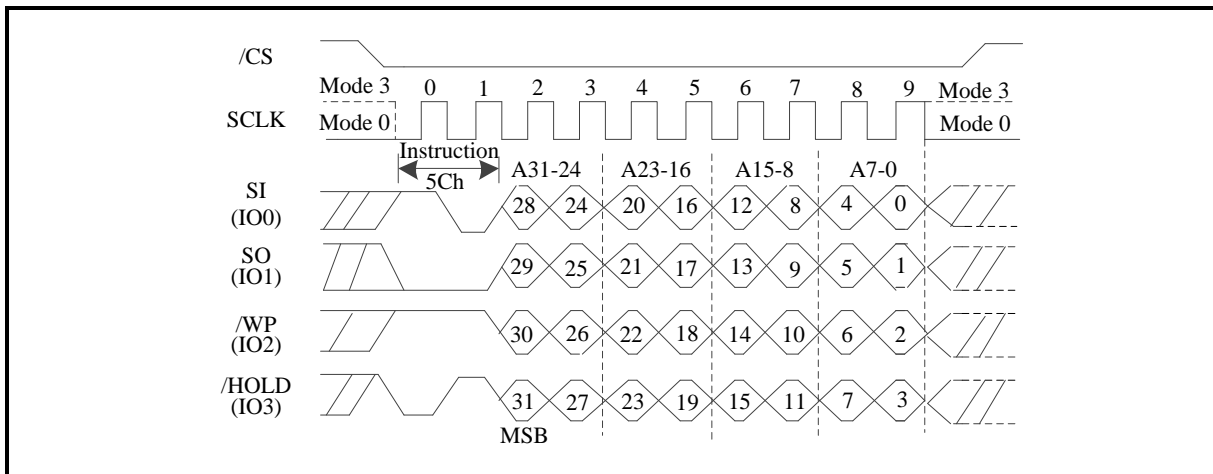 /CS
Mode 3 0 1 2 3 4 5 6 7 8 9 Mode 3
SCLK Mode 0 Mode 0
Instruction
5Ch A31-24 A23-16 A15-8 A7-0
SI
(IO0) 28 24 20 16 12 8 4 0
SO
(IO1) 29 25 21 17 13 9 5 1
/WP
(IO2) 30 26 22 18 14 10 6 2
/HOLD
(IO3) 31 27 23 19 15 11 7 3
MSB